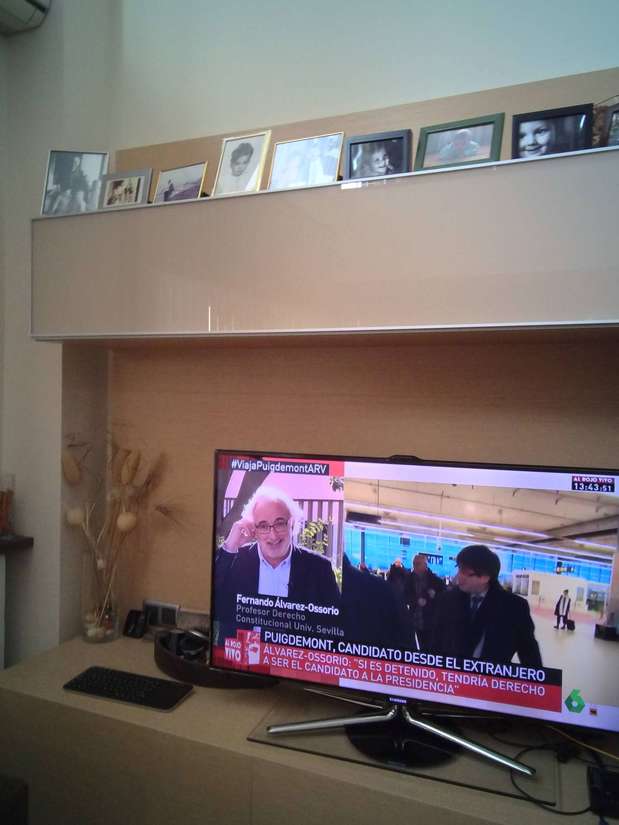 #ViajaPuigdemontARV
AL ROJO VIVO
13:43:51
Fernando Álvarez-Ossorio
Profesor Derecho
Constitucional Univ. Sevilla
AL ROJO
VIVO
PUIGDEMONT, CANDIDATO DESDE EL EXTRANJERO
ÁLVAREZ-OSSORIO: "SI ES DETENIDO, TENDRÍA DERECHO
A SER EL CANDIDATO A LA PRESIDENCIA"
6
SAMSUNG